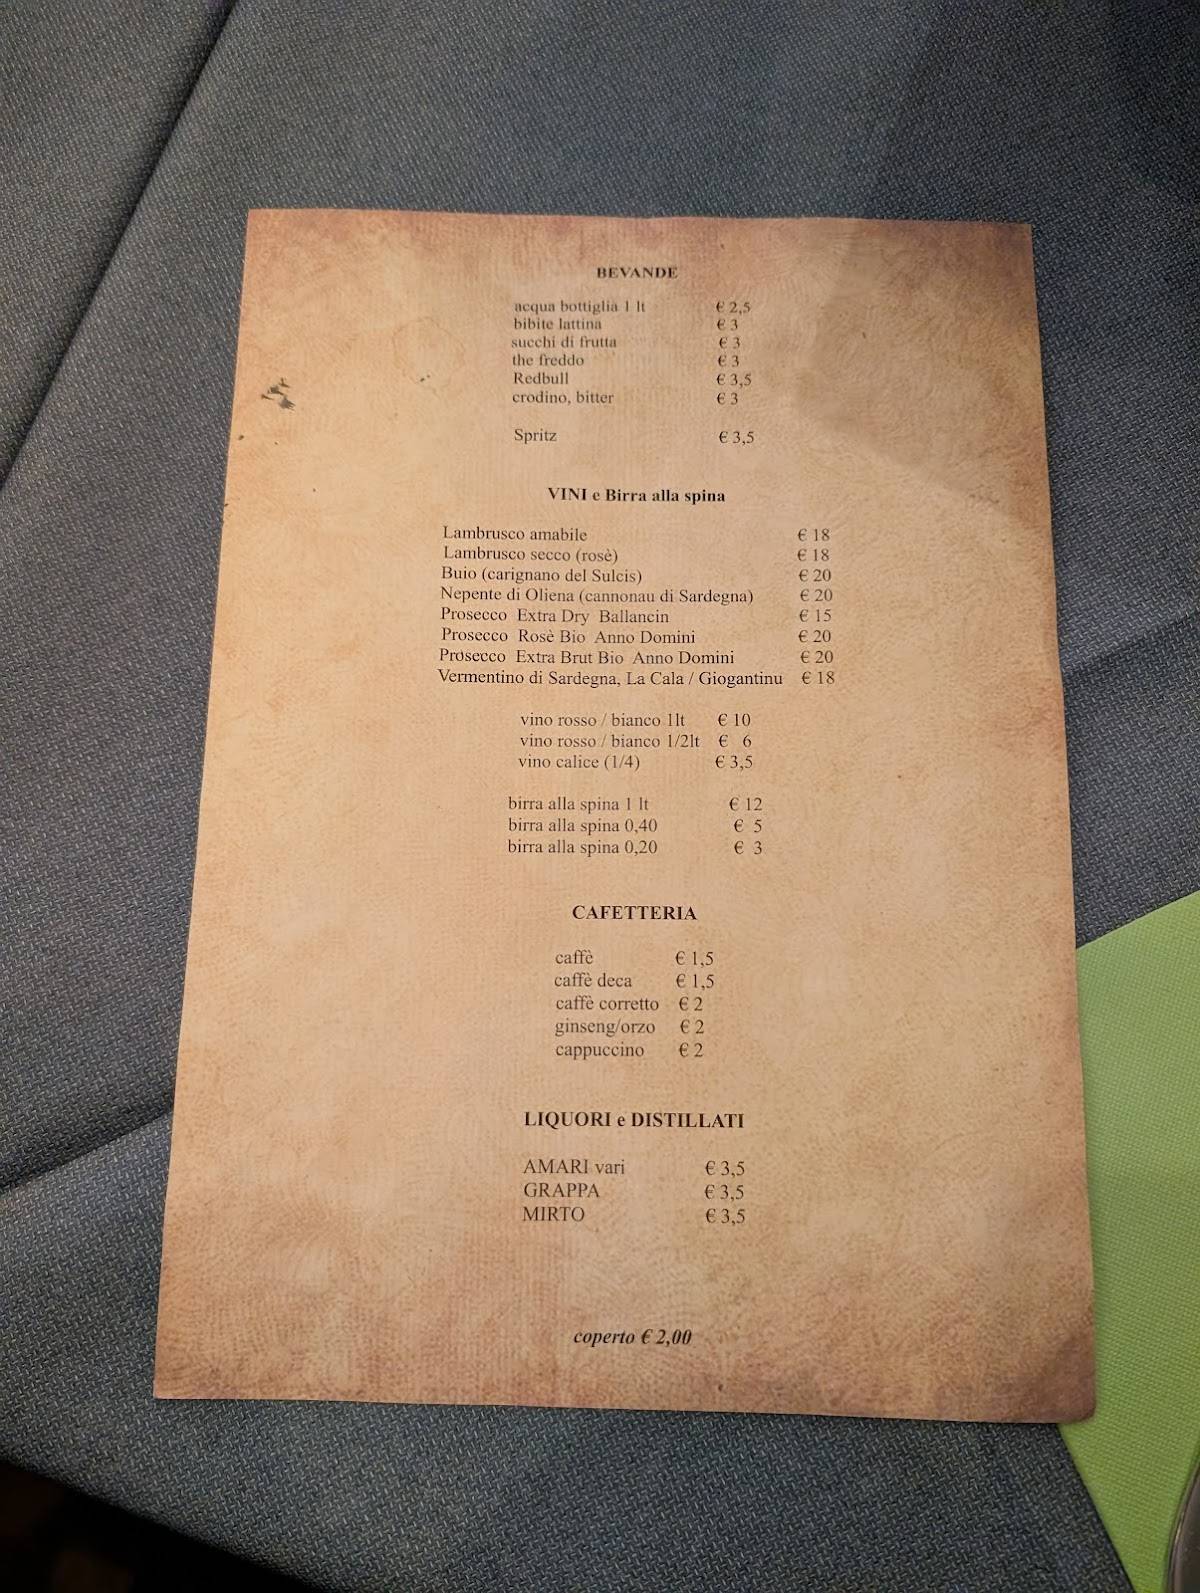 BEVANDE
acqua bottiglia 1 lt € 2,5
bibite lattina € 3
succhi di frutta € 3
the freddo € 3
Redbull € 3,5
crodino, bitter € 3
Spritz € 3,5
VINI e Birra alla spina
Lambrusco amabile € 18
Lambrusco secco (rosè) € 18
Buio (carignano del Sulcis) € 20
Nepente di Oliena (cannonau di Sardegna) € 20
Prosecco Extra Dry Ballancin € 15
Prosecco Rosè Bio Anno Domini € 20
Prosecco Extra Brut Bio Anno Domini € 20
Vermentino di Sardegna, La Cala / Giogantinu € 18
vino rosso / bianco 1lt € 10
vino rosso / bianco 1/2lt € 6
vino calice (1/4) € 3,5
birra alla spina 1 lt € 12
birra alla spina 0,40 € 5
birra alla spina 0,20 € 3
CAFETTERIA
caffè € 1,5
caffè deca € 1,5
caffè corretto € 2
ginseng/orzo € 2
cappuccino € 2
LIQUORI e DISTILLATI
AMARI vari € 3,5
GRAPPA € 3,5
MIRTO € 3,5
coperto € 2,00